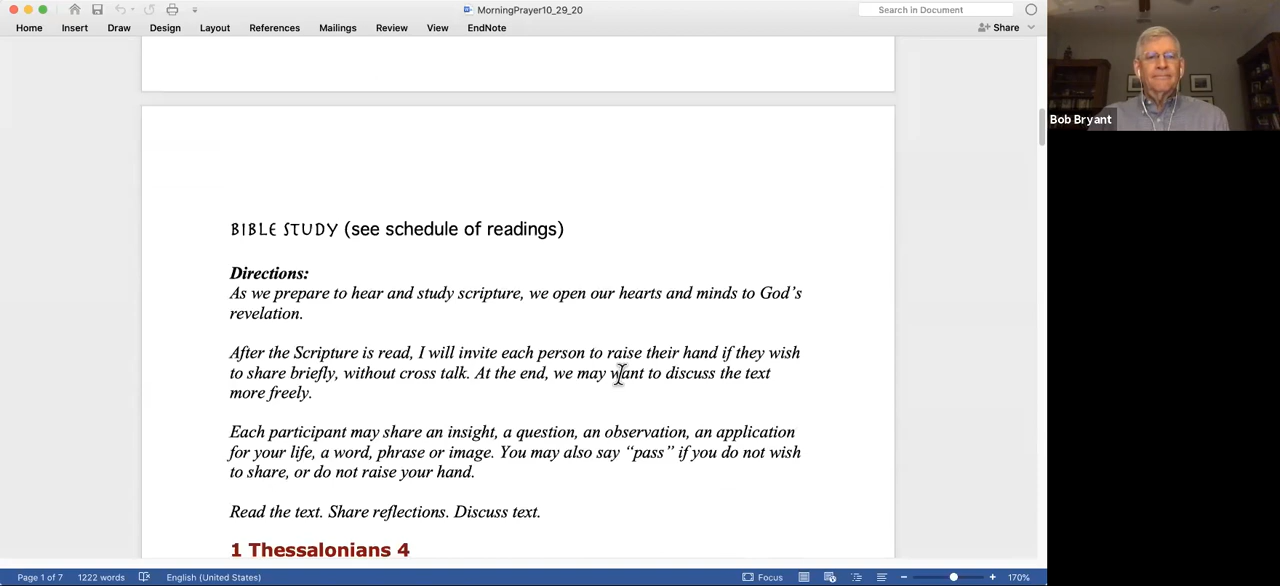 MorningPrayer10_29_20
Search in Document
Home Insert Draw Design Layout References Mailings Review View EndNote Share
BIBLE STUDY (see schedule of readings)
Directions:
As we prepare to hear and study scripture, we open our hearts and minds to God’s
revelation.
After the Scripture is read, I will invite each person to raise their hand if they wish
to share briefly, without cross talk. At the end, we may want to discuss the text
more freely.
Each participant may share an insight, a question, an observation, an application
for your life, a word, phrase or image. You may also say “pass” if you do not wish
to share, or do not raise your hand.
Read the text. Share reflections. Discuss text.
1 Thessalonians 4
Page 1 of 7 1222 words English (United States) Focus 170%
Bob Bryant